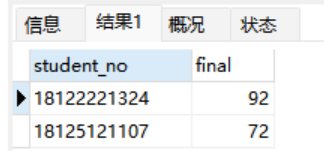 信息 结果1 概况 状态
student_no final
18122221324 92
18125121107 72